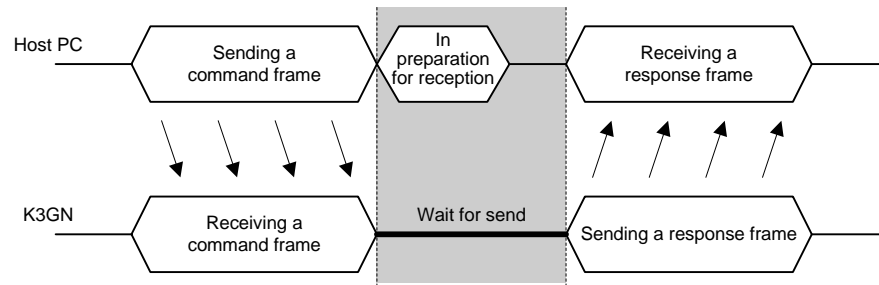 Host PC
Sending a
command frame
In
preparation
for reception
Receiving a
response frame
K3GN
Receiving a
command frame
Wait for send
Sending a response frame